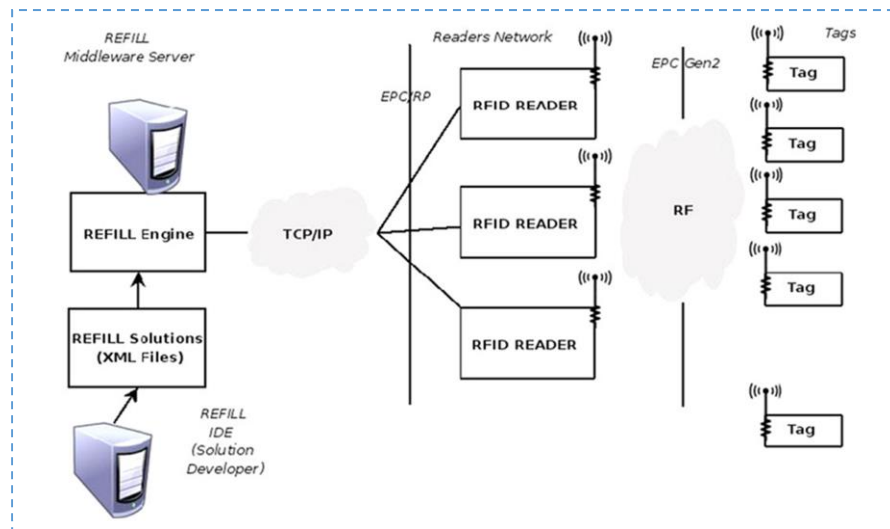 REFILL
Middleware Server
Readers Network
Tags
EPC/RP
EPC Gen2
RFID READER
RFID READER
RFID READER
REFILL Engine
TCP/IP
RF
Tag
Tag
Tag
Tag
Tag
REFILL Solutions
(XML Files)
REFILL
IDE
(Solution
Developer)